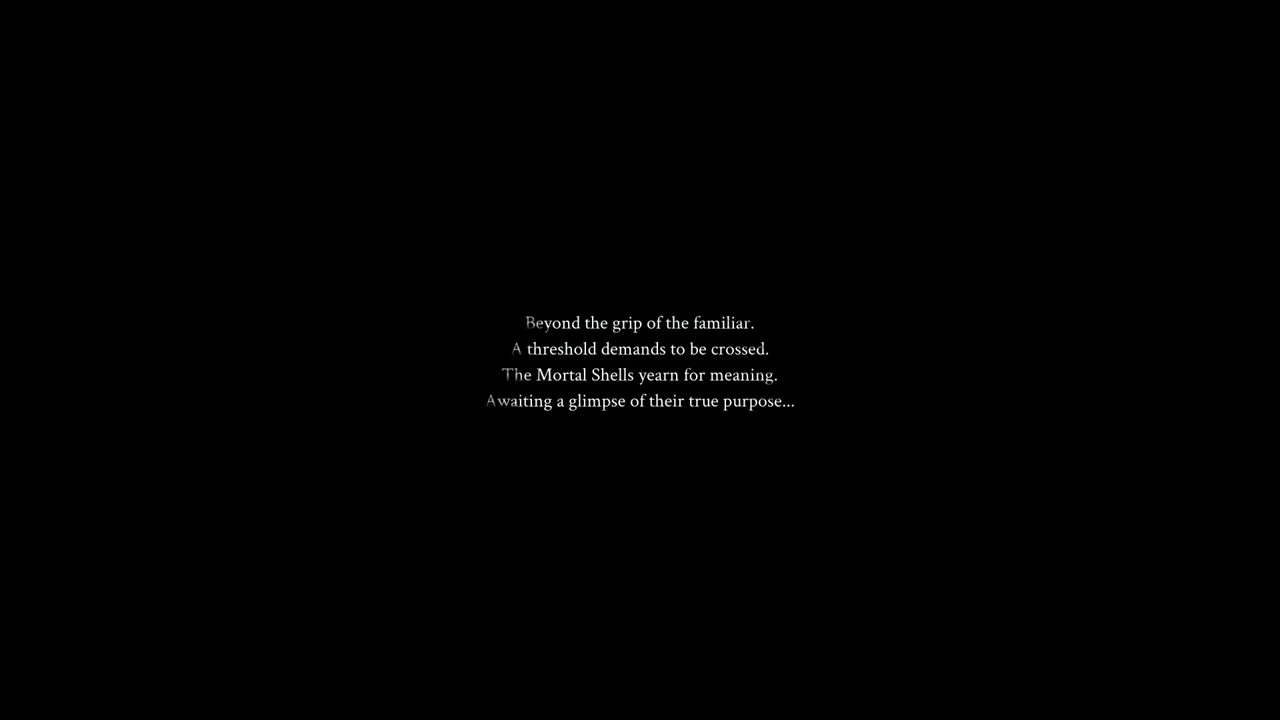 Beyond the grip of the familiar.
A threshold demands to be crossed.
The Mortal Shells yearn for meaning.
Awaiting a glimpse of their true purpose...